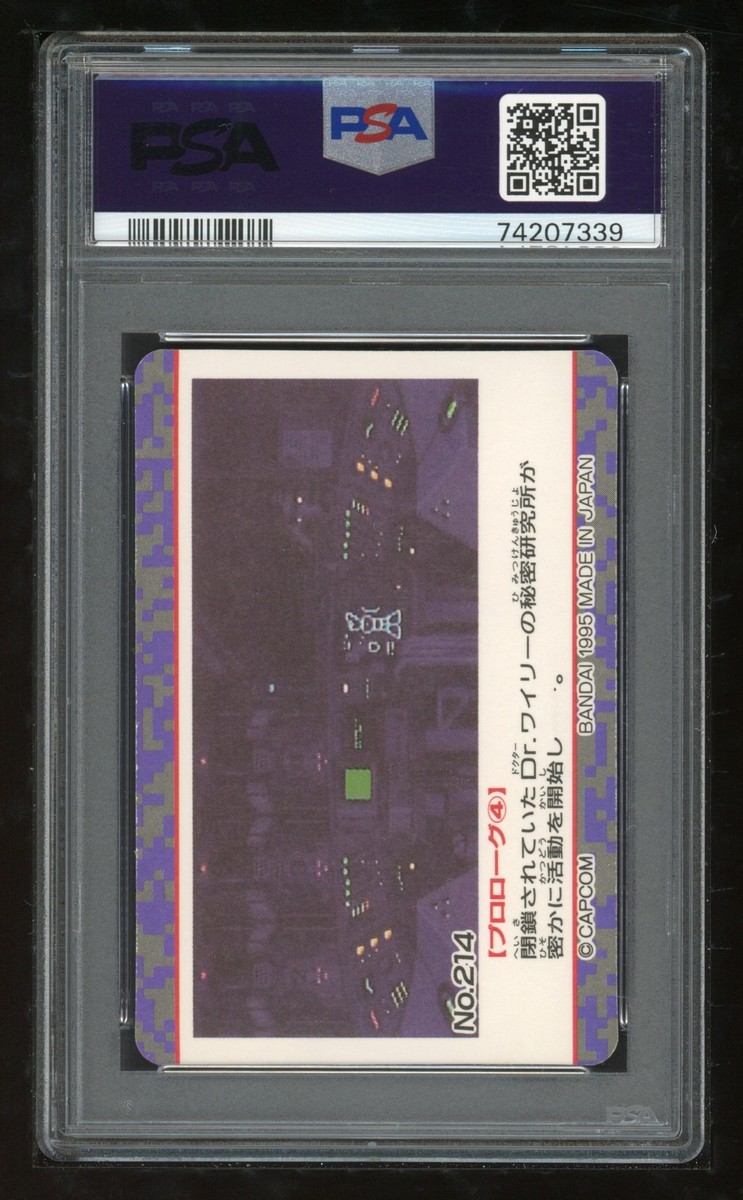 PSA
PSA
74207339
No.214
【プロローグ④】
閉鎖されていたDr.ワイリーの秘密研究所が
密かに活動を開始し…。
©CAPCOM
BANDAI 1995 MADE IN JAPAN
PSA